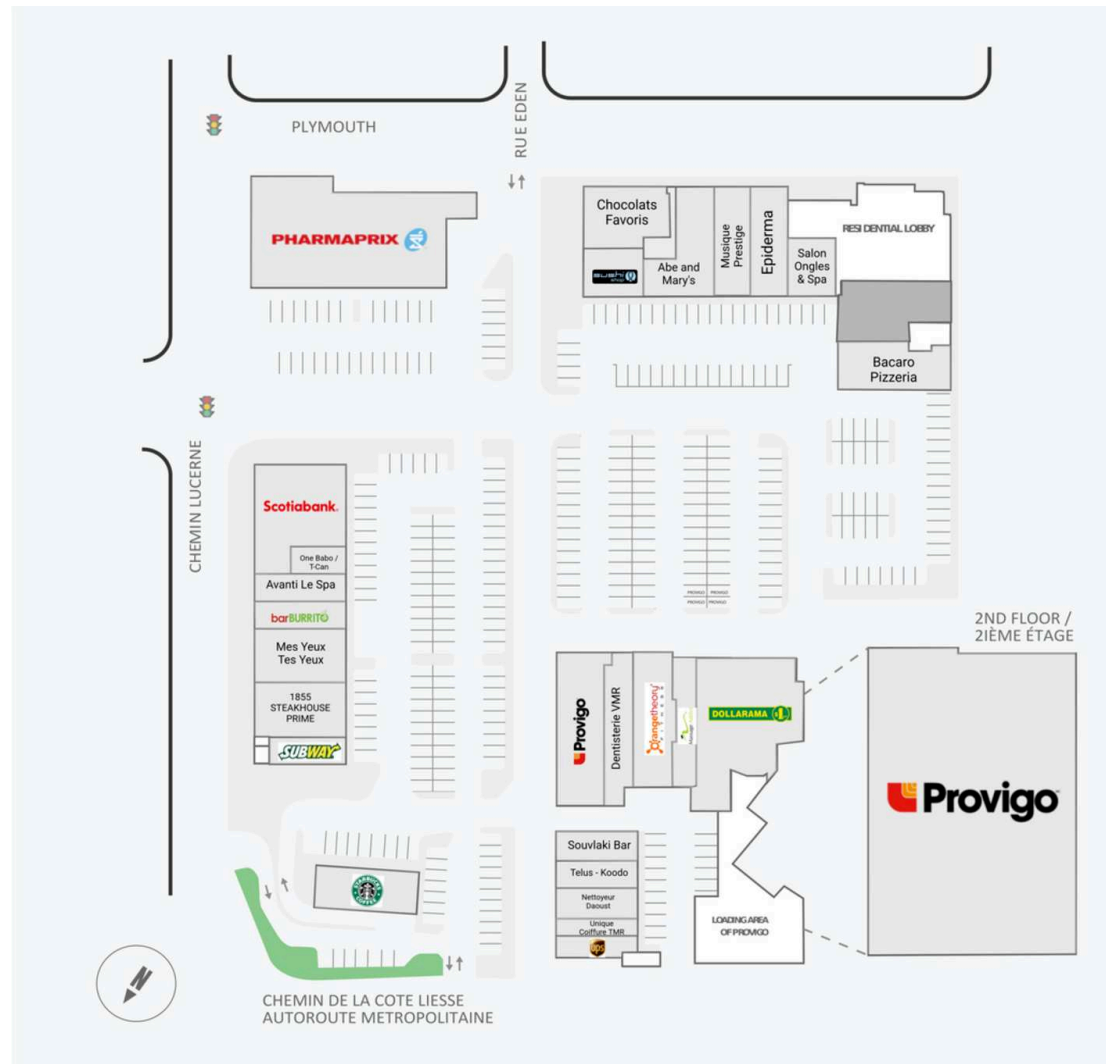 PLYMOUTH
RUE EDEN
PHARMAPRIX
Chocolats
Favoris
sushi
shop
Abe and
Mary's
Musique
Prestige
Epiderma
Salon
Ongles
& Spa
RESIDENTIAL LOBBY
Bacaro
Pizzeria
CHEMIN LUCERNE
Scotiabank
One Babo /
T-Can
Avanti Le Spa
barBURRITO
Mes Yeux
Tes Yeux
1855
STEAKHOUSE
PRIME
SUBWAY
PROVIGO PROVIGO
PROVIGO PROVIGO
2ND FLOOR /
2IÈME ÉTAGE
Provigo
Dentisterie VMR
Orangetheory
FITNESS
DOLLARAMA
Provigo
STARBUCKS
COFFEE
Souvlaki Bar
Telus - Koodo
Nettoyeur
Daoust
Unique
Coiffure TMR
ups
LOADING AREA
OF PROVIGO
N
CHEMIN DE LA COTE LIESSE
AUTOROUTE METROPOLITAINE